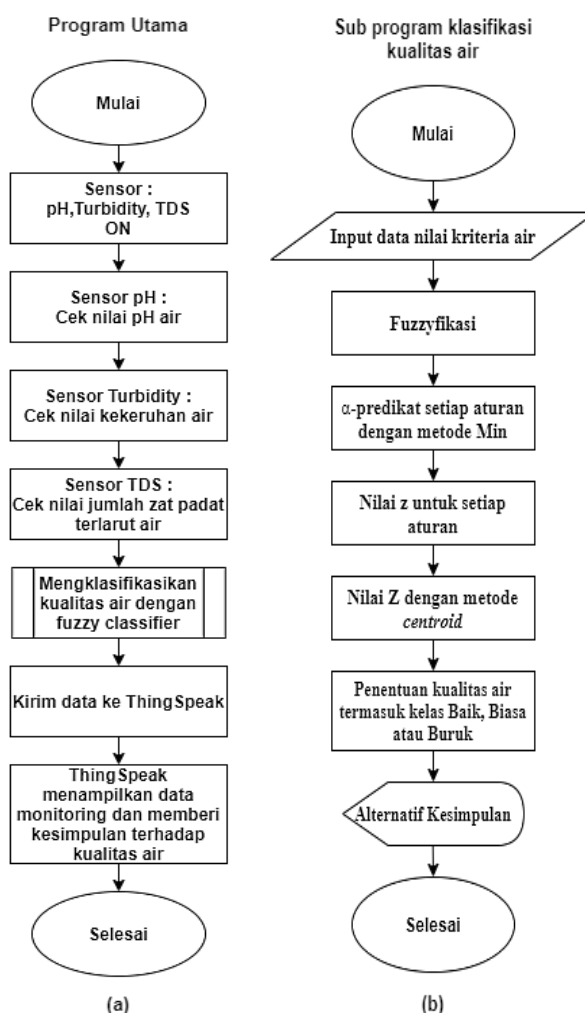 Program Utama
Mulai
Sensor :
pH,Turbidity, TDS
ON
Sensor pH :
Cek nilai pH air
Sensor Turbidity :
Cek nilai kekeruhan air
Sensor TDS :
Cek nilai jumlah zat padat
terlarut air
Mengklasifikasikan
kualitas air dengan
fuzzy classifier
Kirim data ke ThingSpeak
ThingSpeak
menampilkan data
monitoring dan memberi
kesimpulan terhadap
kualitas air
Selesai
(a)
Sub program klasifikasi
kualitas air
Mulai
Input data nilai kriteria air
Fuzzyfikasi
α-predikat setiap aturan
dengan metode Min
Nilai z untuk setiap
aturan
Nilai Z dengan metode
centroid
Penentuan kualitas air
termasuk kelas Baik, Biasa
atau Buruk
Alternatif Kesimpulan
Selesai
(b)